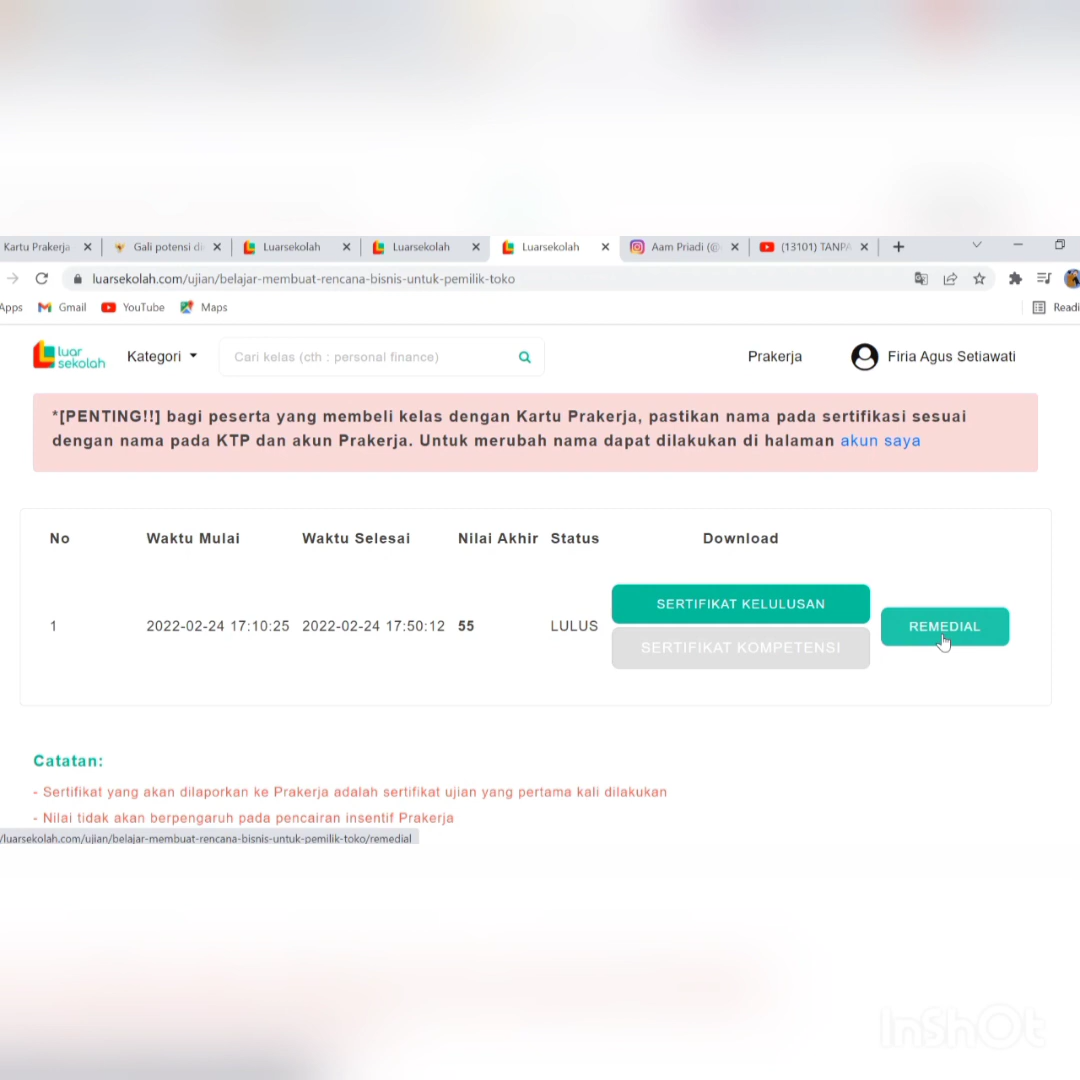 Kartu Prakerja
Gali potensi di
Luarsekolah
Luarsekolah
Luarsekolah
Aam Priadi (@
(13101) TANPA
luarsekolah.com/ujian/belajar-membuat-rencana-bisnis-untuk-pemilik-toko
Apps Gmail YouTube Maps Readi
luar
sekolah
Kategori Cari kelas (cth : personal finance) Prakerja Firia Agus Setiawati
*[PENTING!!] bagi peserta yang membeli kelas dengan Kartu Prakerja, pastikan nama pada sertifikasi sesuai
dengan nama pada KTP dan akun Prakerja. Untuk merubah nama dapat dilakukan di halaman akun saya
No Waktu Mulai Waktu Selesai Nilai Akhir Status Download
1 2022-02-24 17:10:25 2022-02-24 17:50:12 55 LULUS
SERTIFIKAT KELULUSAN
SERTIFIKAT KOMPETENSI
REMEDIAL
Catatan:
- Sertifikat yang akan dilaporkan ke Prakerja adalah sertifikat ujian yang pertama kali dilakukan
- Nilai tidak akan berpengaruh pada pencairan insentif Prakerja
/luarsekolah.com/ujian/belajar-membuat-rencana-bisnis-untuk-pemilik-toko/remedial
InShOt